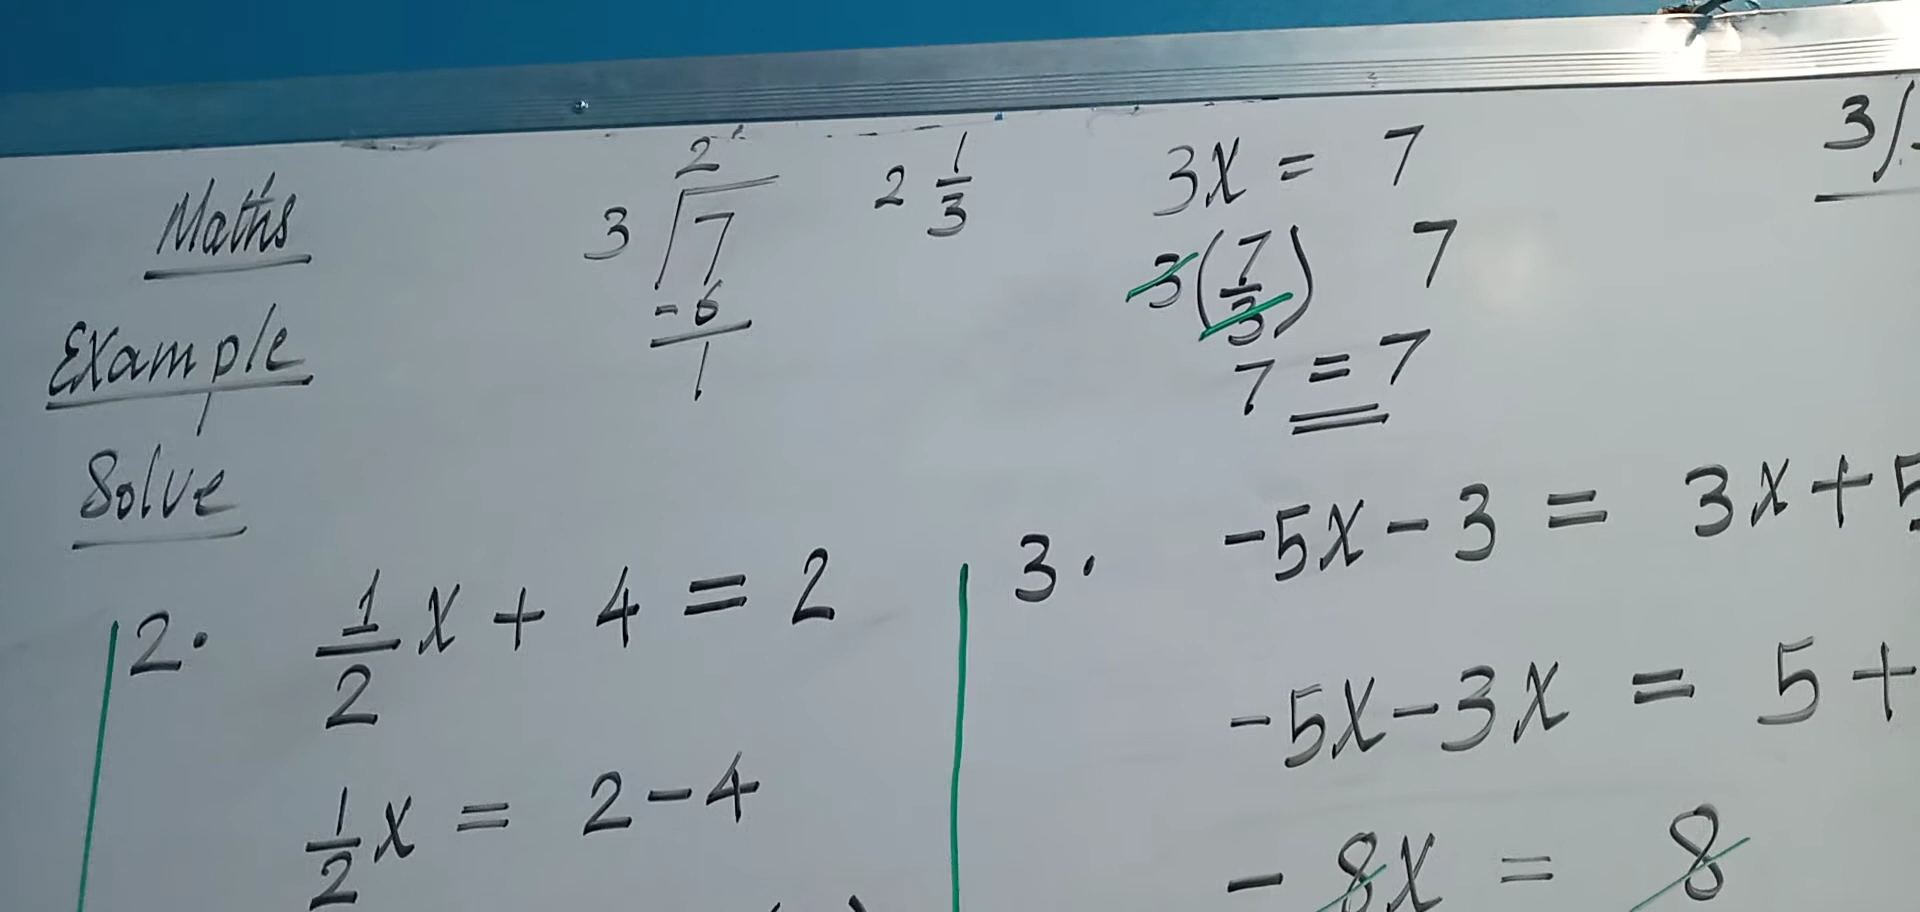 Maths
Example
Solve
2
3 7
-6
1
2 1/3
3x = 7
3(7/3) 7
7 = 7
3/
2. 1/2 x + 4 = 2
1/2 x = 2 - 4
3. -5x - 3 = 3x + 5
-5x - 3x = 5 +
- 8x = 8